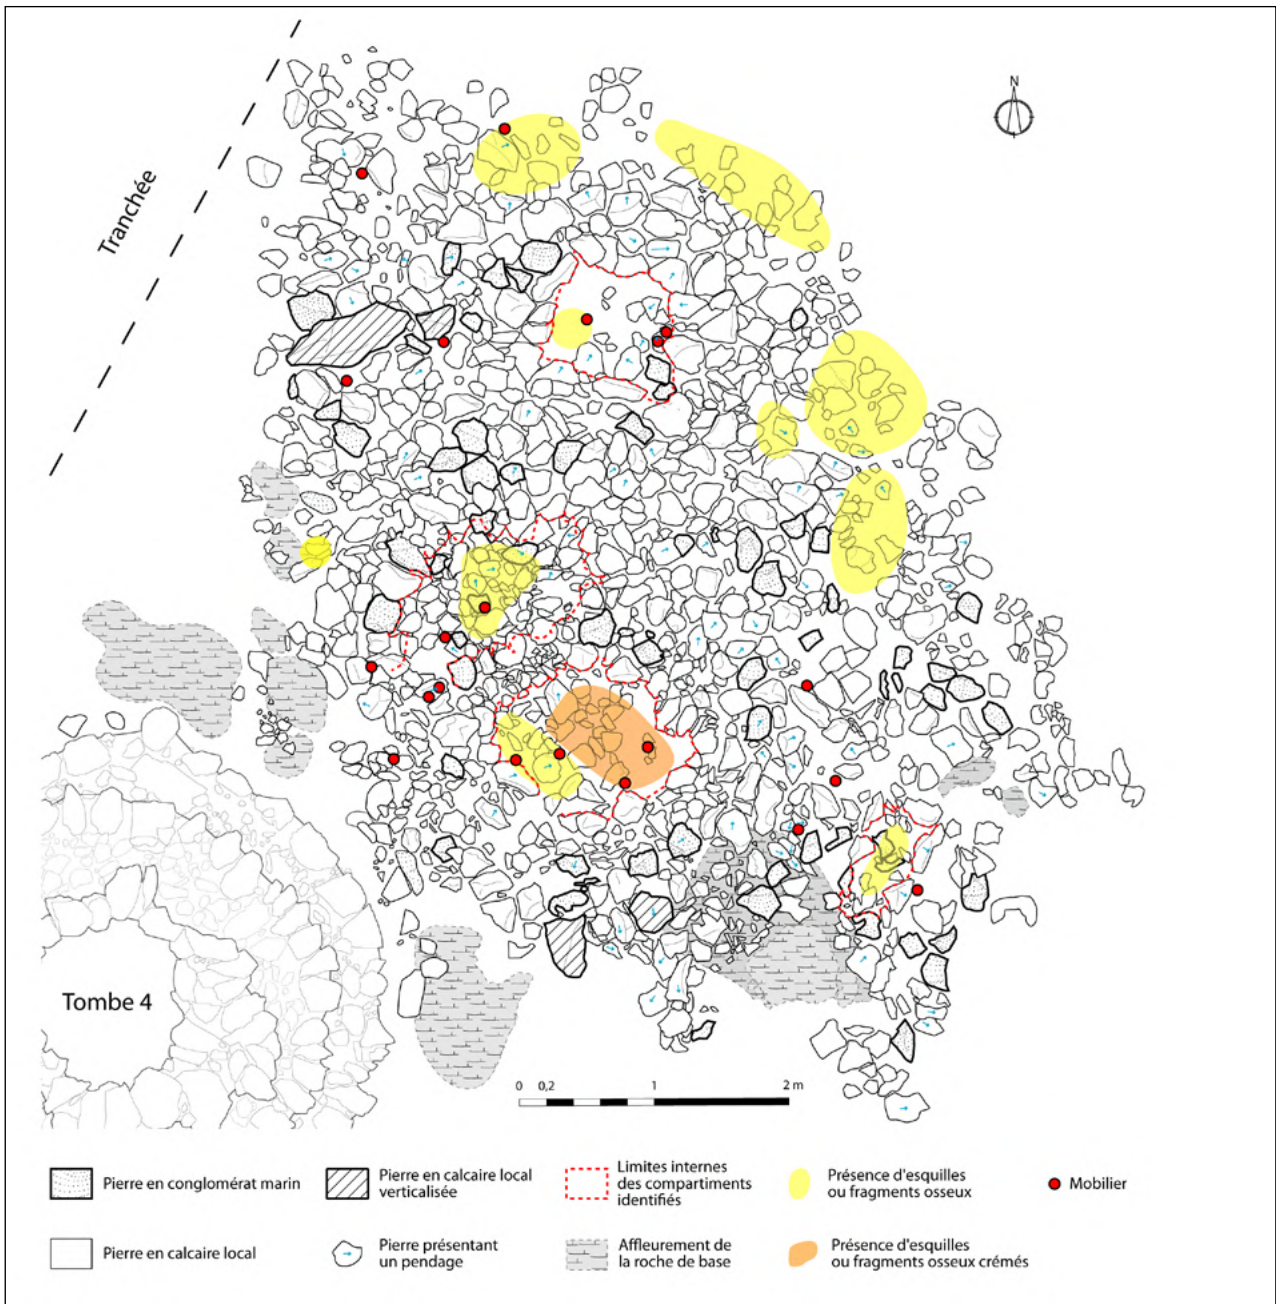 N
Tranchée
Tombe 4
0 0,2 1 2 m
Pierre en conglomérat marin
Pierre en calcaire local
verticalisée
Limites internes
des compartiments
identifiés
Présence d'esquilles
ou fragments osseux
Mobilier
Pierre en calcaire local
Pierre présentant
un pendage
Affleurement de
la roche de base
Présence d'esquilles
ou fragments osseux crémés